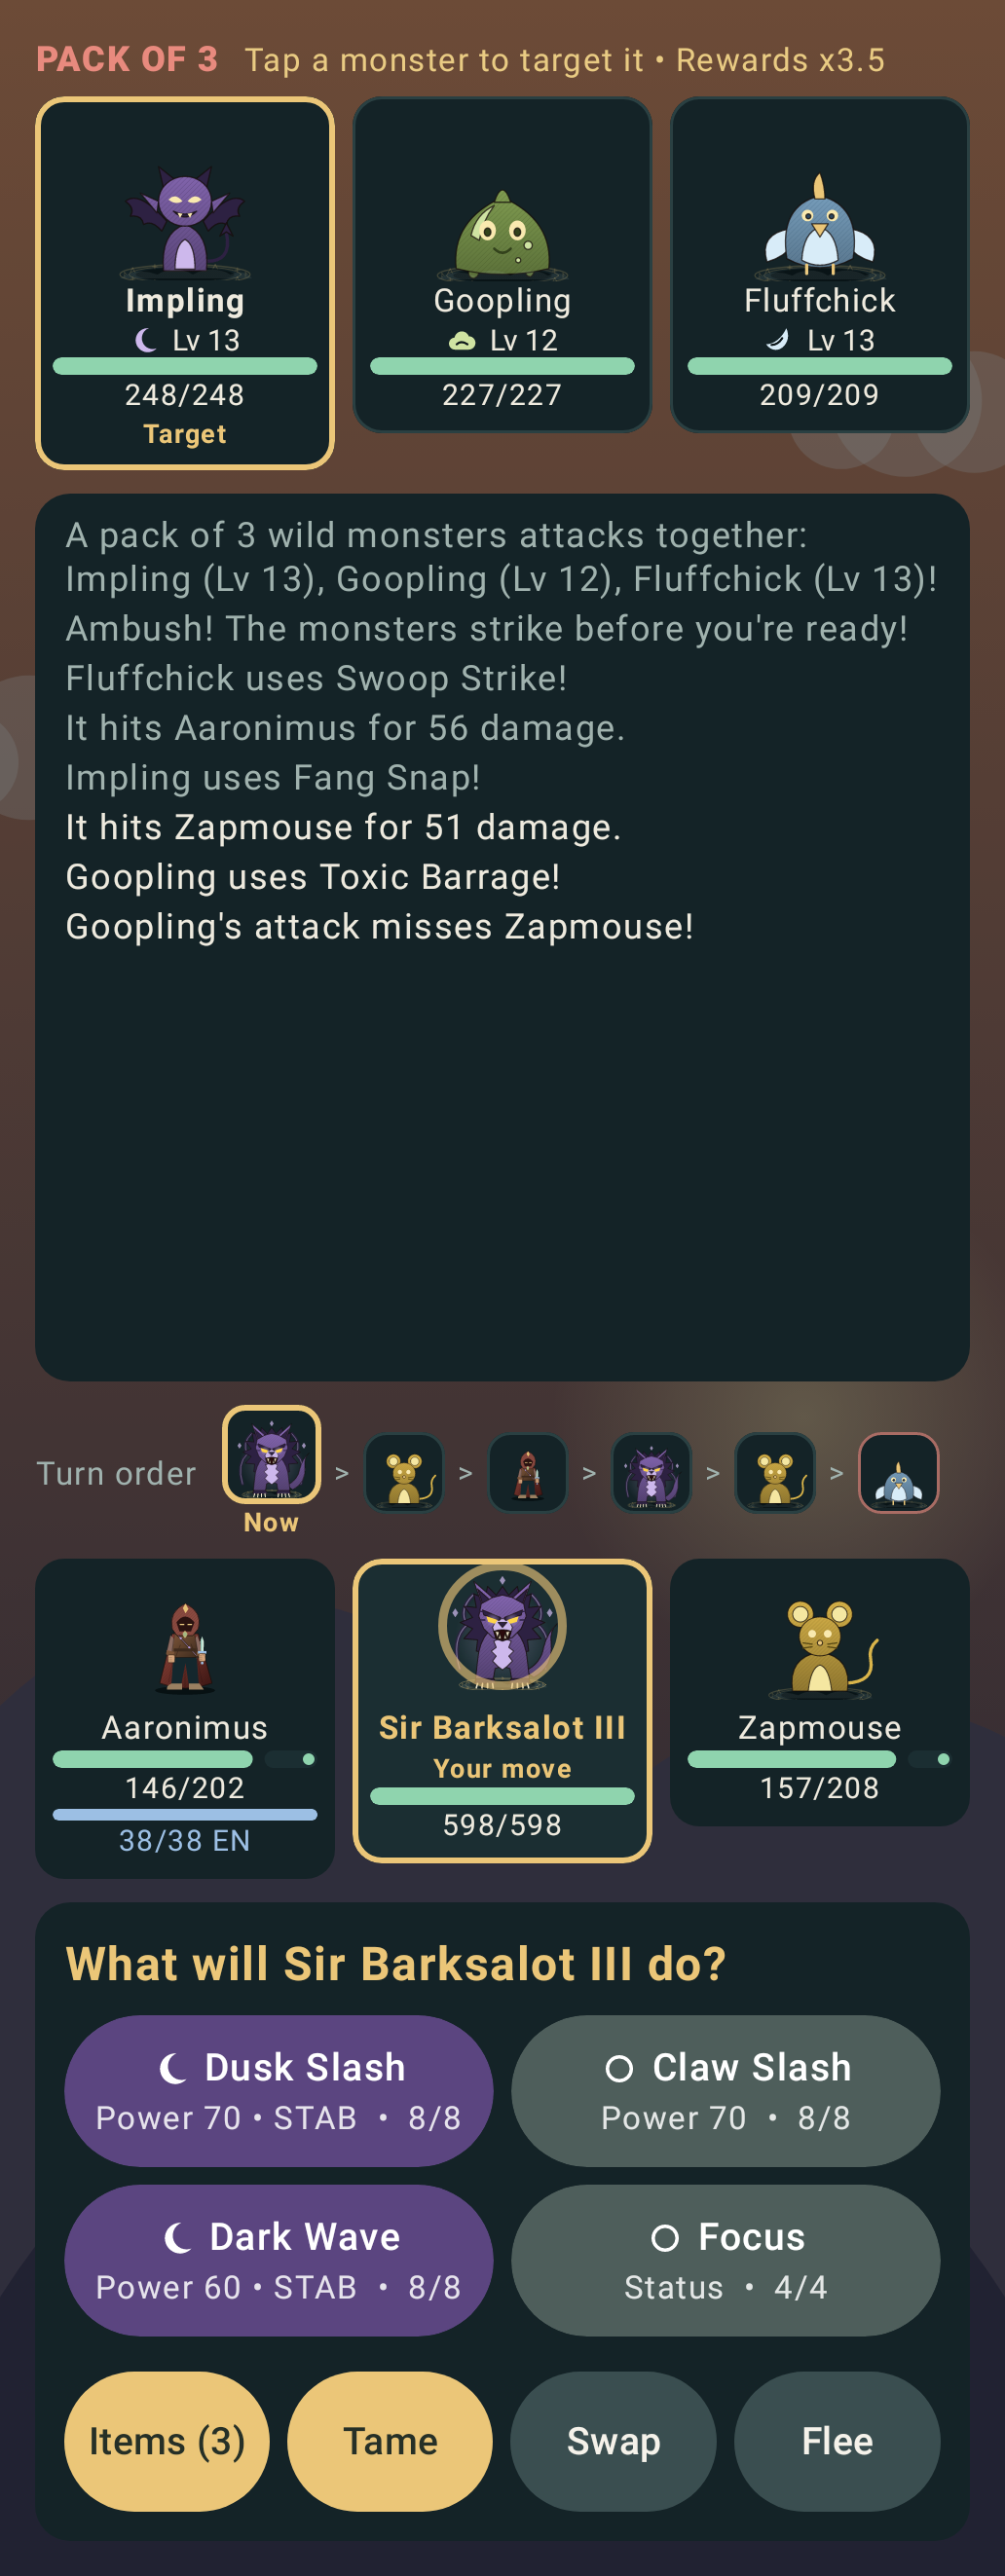 PACK OF 3 Tap a monster to target it • Rewards x3.5
Impling
Lv 13
248/248
Target
Goopling
Lv 12
227/227
Fluffchick
Lv 13
209/209
A pack of 3 wild monsters attacks together:
Impling (Lv 13), Goopling (Lv 12), Fluffchick (Lv 13)!
Ambush! The monsters strike before you're ready!
Fluffchick uses Swoop Strike!
It hits Aaronimus for 56 damage.
Impling uses Fang Snap!
It hits Zapmouse for 51 damage.
Goopling uses Toxic Barrage!
Goopling's attack misses Zapmouse!
Turn order > > > > >
Now
Aaronimus
146/202
38/38 EN
Sir Barksalot III
Your move
598/598
Zapmouse
157/208
What will Sir Barksalot III do?
Dusk Slash
Power 70 • STAB • 8/8
Claw Slash
Power 70 • 8/8
Dark Wave
Power 60 • STAB • 8/8
Focus
Status • 4/4
Items (3)
Tame
Swap
Flee